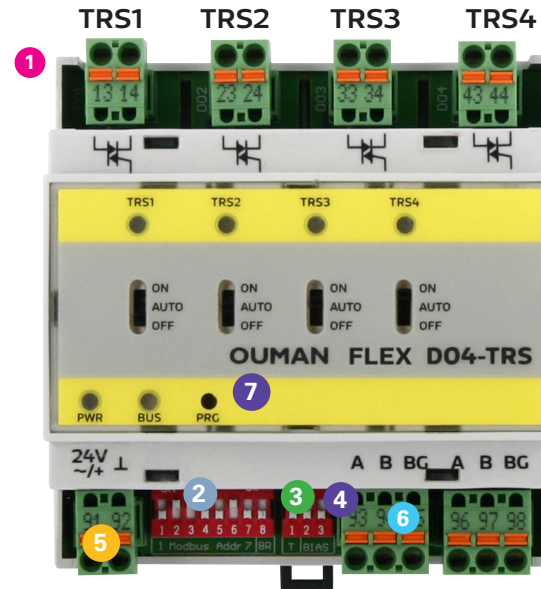 TRS1 TRS2 TRS3 TRS4
1
13 14 23 24 33 34 43 44
DO2 DO3 DO4
TRS1 TRS2 TRS3 TRS4
ON ON ON ON
AUTO AUTO AUTO AUTO
OFF OFF OFF OFF
OUMAN FLEX DO4-TRS
7
PWR BUS PRG
24V
~/+ ⊥ A B BG A B BG
2 3 4 6
91 92 93 96 97 98
1 2 3 4 5 6 7 8 1 2 3
5
1 Modbus Addr 7 BR T BIAS